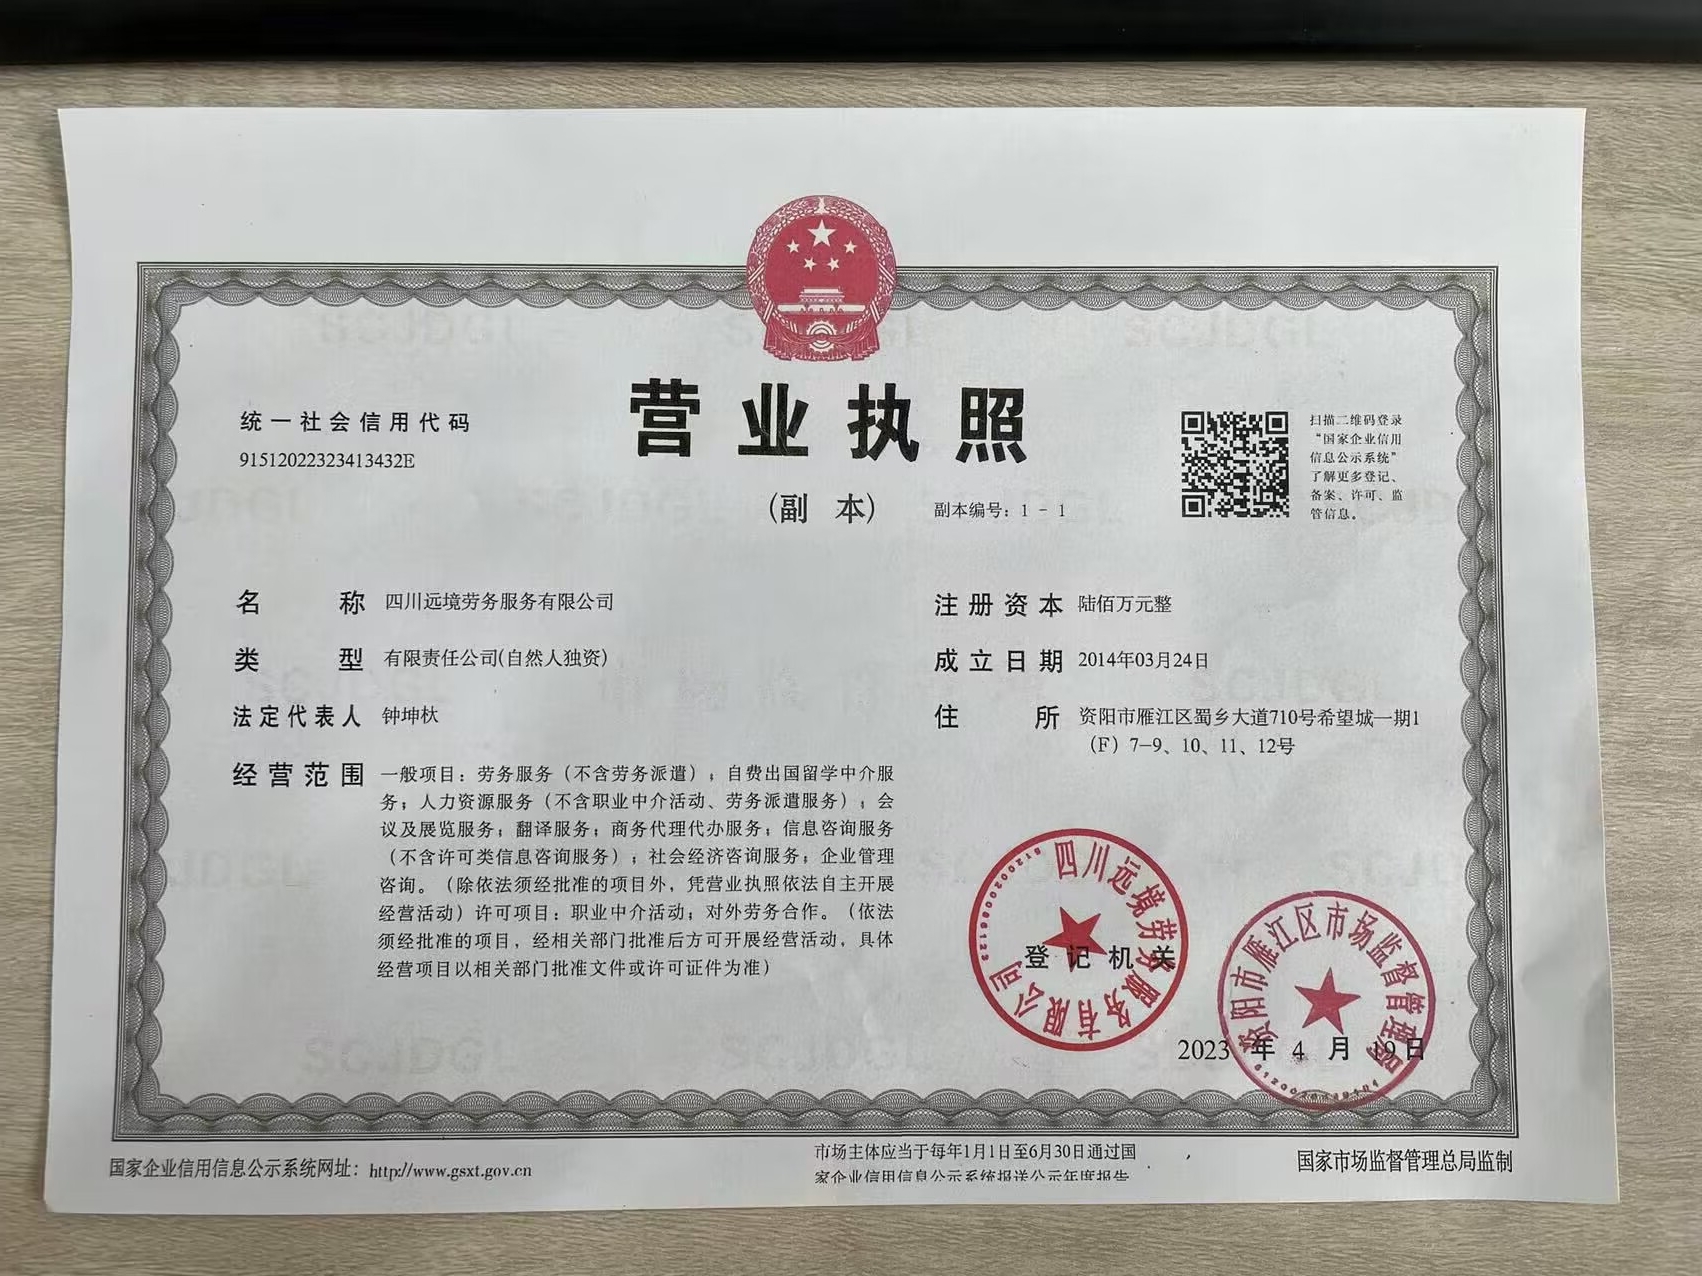 营业执照
(副 本)
副本编号：1 - 1
统一社会信用代码
91512022323413432E
扫描二维码登录
“国家企业信用
信息公示系统”
了解更多登记、
备案、许可、监
管信息。
名 称 四川远境劳务服务有限公司
类 型 有限责任公司(自然人独资)
法定代表人 钟坤杕
经营范围 一般项目：劳务服务（不含劳务派遣）；自费出国留学中介服
务；人力资源服务（不含职业中介活动、劳务派遣服务）；会
议及展览服务；翻译服务；商务代理代办服务；信息咨询服务
（不含许可类信息咨询服务）；社会经济咨询服务；企业管理
咨询。（除依法须经批准的项目外，凭营业执照依法自主开展
经营活动）许可项目：职业中介活动；对外劳务合作。（依法
须经批准的项目，经相关部门批准后方可开展经营活动，具体
经营项目以相关部门批准文件或许可证件为准）
注册资本 陆佰万元整
成立日期 2014年03月24日
住 所 资阳市雁江区蜀乡大道710号希望城一期1
（F）7-9、10、11、12号
四川远境劳务服务有限公司
登记机关
资阳市雁江区市场监督管理局
2023 年 4 月 19 日
国家企业信用信息公示系统网址：http://www.gsxt.gov.cn
市场主体应当于每年1月1日至6月30日通过国
家企业信用信息公示系统报送公示年度报告
国家市场监督管理总局监制